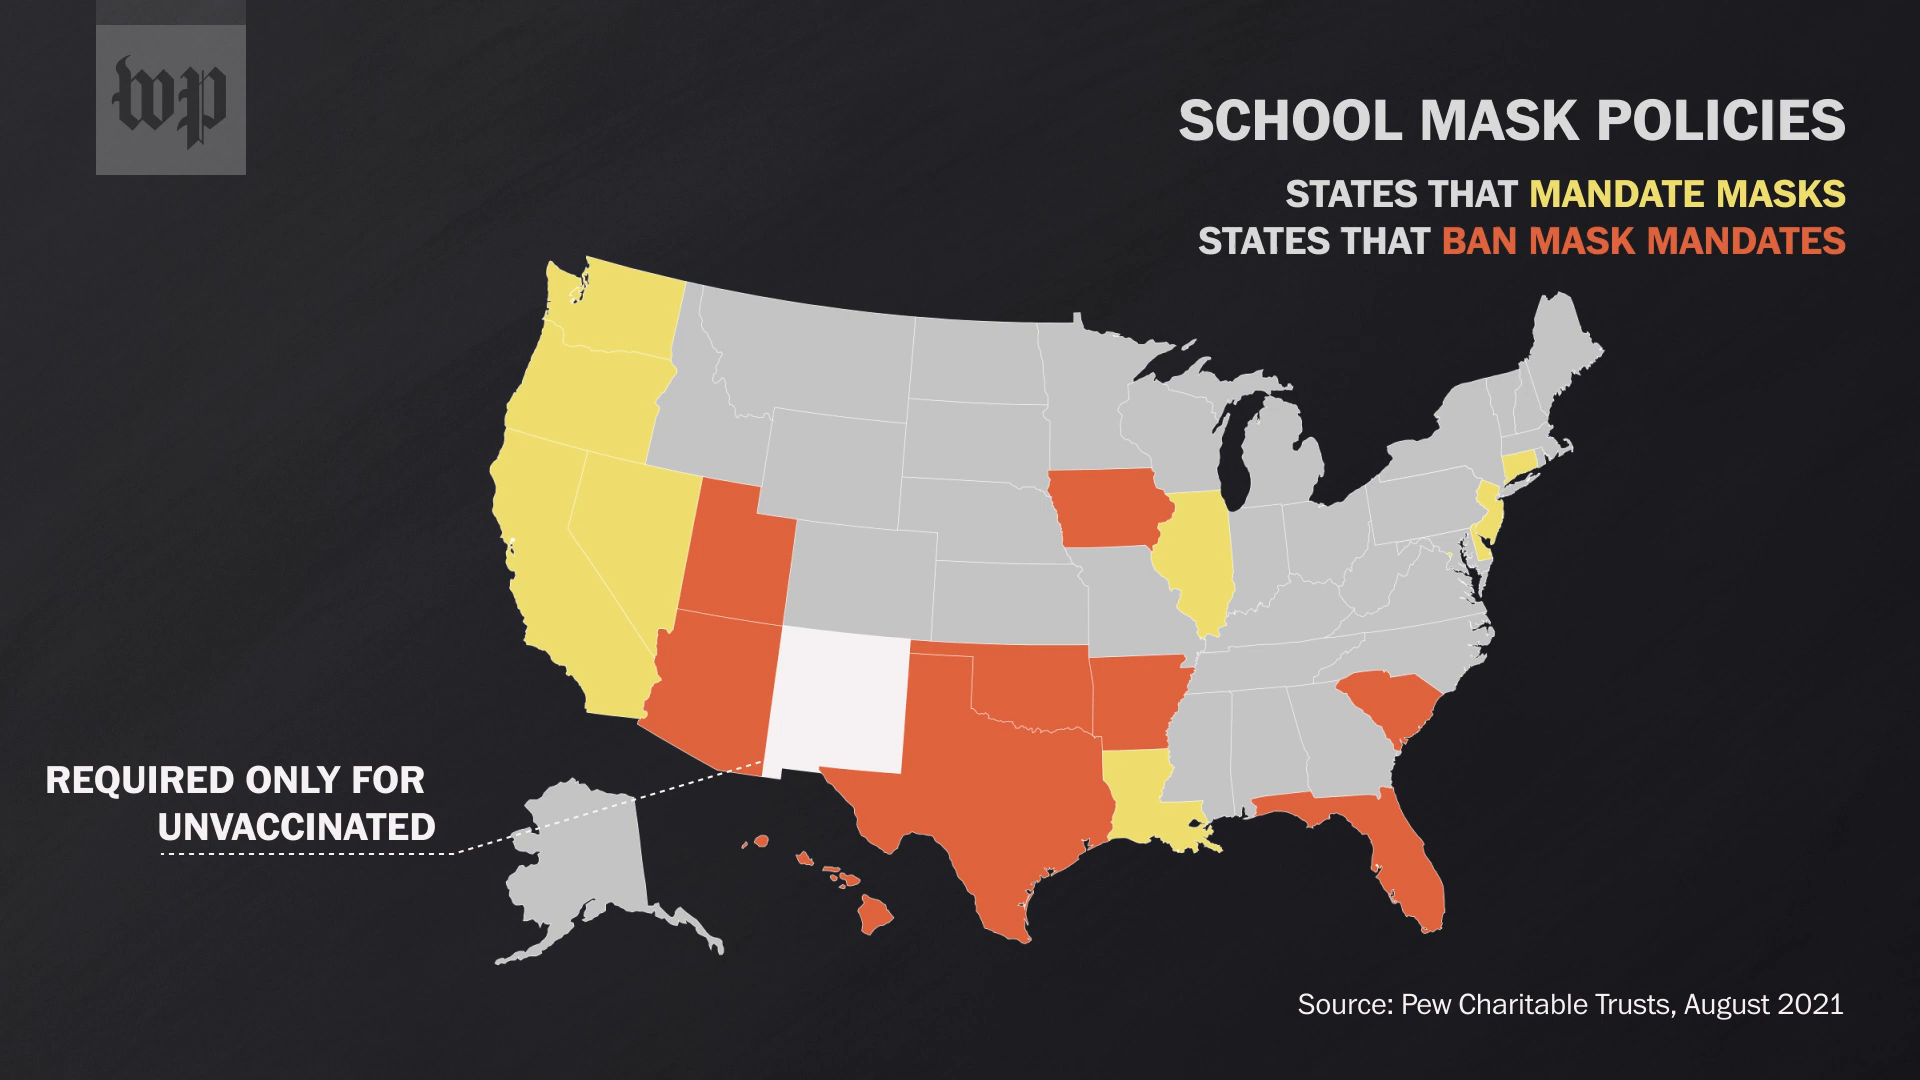 wp
SCHOOL MASK POLICIES
STATES THAT MANDATE MASKS
STATES THAT BAN MASK MANDATES
REQUIRED ONLY FOR
UNVACCINATED
Source: Pew Charitable Trusts, August 2021